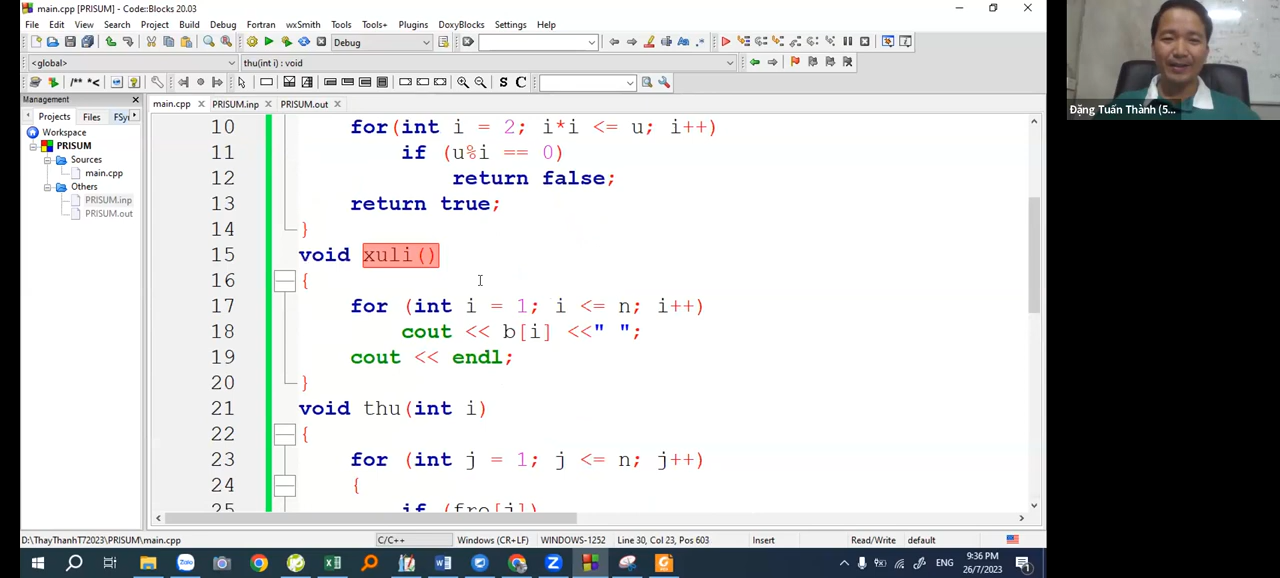 main.cpp [PRISUM] - Code::Blocks 20.03
File Edit View Search Project Build Debug Fortran wxSmith Tools Tools+ Plugins DoxyBlocks Settings Help
Debug
<global> thu(int i) : void
/** *< S C
Management
Projects Files FSy
Workspace
PRISUM
Sources
main.cpp
Others
PRISUM.inp
PRISUM.out
main.cpp PRISUM.inp PRISUM.out
10 for(int i = 2; i*i <= u; i++)
11 if (u%i == 0)
12 return false;
13 return true;
14 }
15 void xuli()
16 {
17 for (int i = 1; i <= n; i++)
18 cout << b[i] <<" ";
19 cout << endl;
20 }
21 void thu(int i)
22 {
23 for (int j = 1; j <= n; j++)
24 {
25 if (fre[j])
D:\ThayThanhT72023\PRISUM\main.cpp C/C++ Windows (CR+LF) WINDOWS-1252 Line 30, Col 23, Pos 603 Insert Read/Write default
Zalo
ENG
9:36 PM
26/7/2023
Đặng Tuấn Thành (5...